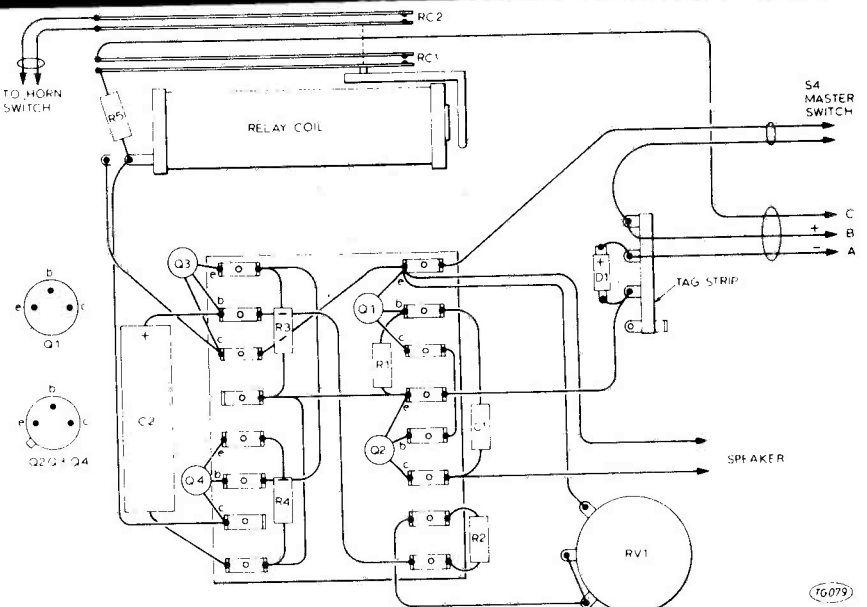 RC2
RC1
TO HORN
SWITCH
R5
RELAY COIL
S4
MASTER
SWITCH
C
+ B
− A
+
D1
TAG STRIP
Q3
e
b
c
R3
Q1
e
b
c
R1
b
e
c
Q1
+
C2
b
e
c
Q2 Q3 Q4
Q4
e
b
c
R4
Q2
e
b
c
C1
R2
SPEAKER
RV1
TG079